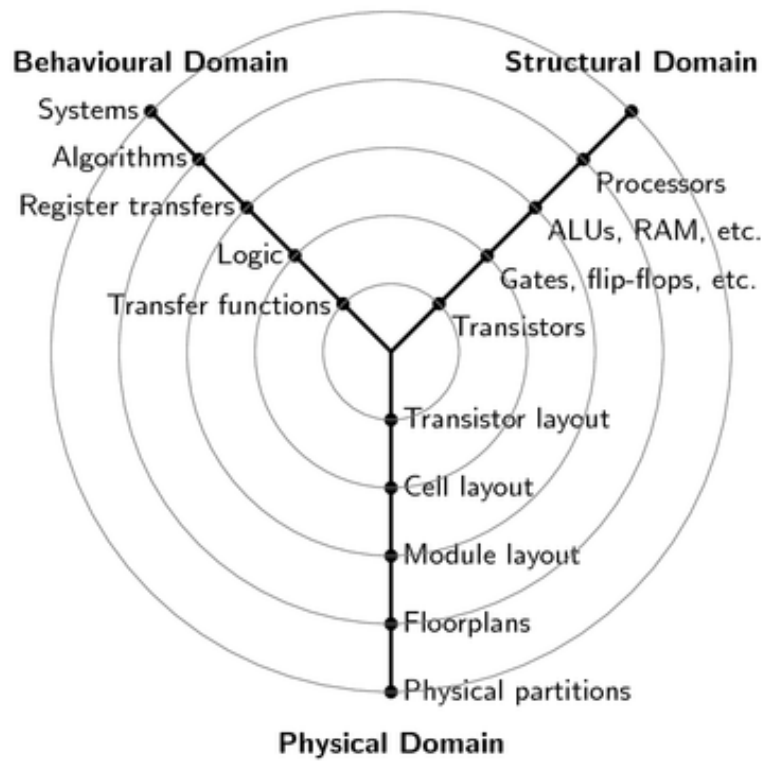 Behavioural Domain
Structural Domain
Systems
Algorithms
Register transfers
Logic
Transfer functions
Processors
ALUs, RAM, etc.
Gates, flip-flops, etc.
Transistors
Transistor layout
Cell layout
Module layout
Floorplans
Physical partitions
Physical Domain